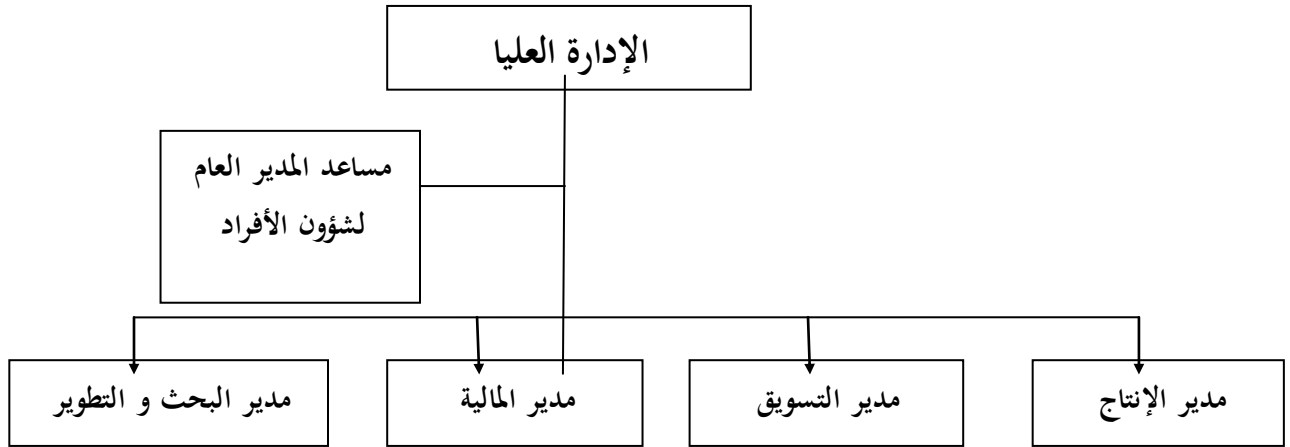 الإدارة العليا
مساعد المدير العام
لشؤون الأفراد
مدير الإنتاج
مدير التسويق
مدير المالية
مدير البحث و التطوير